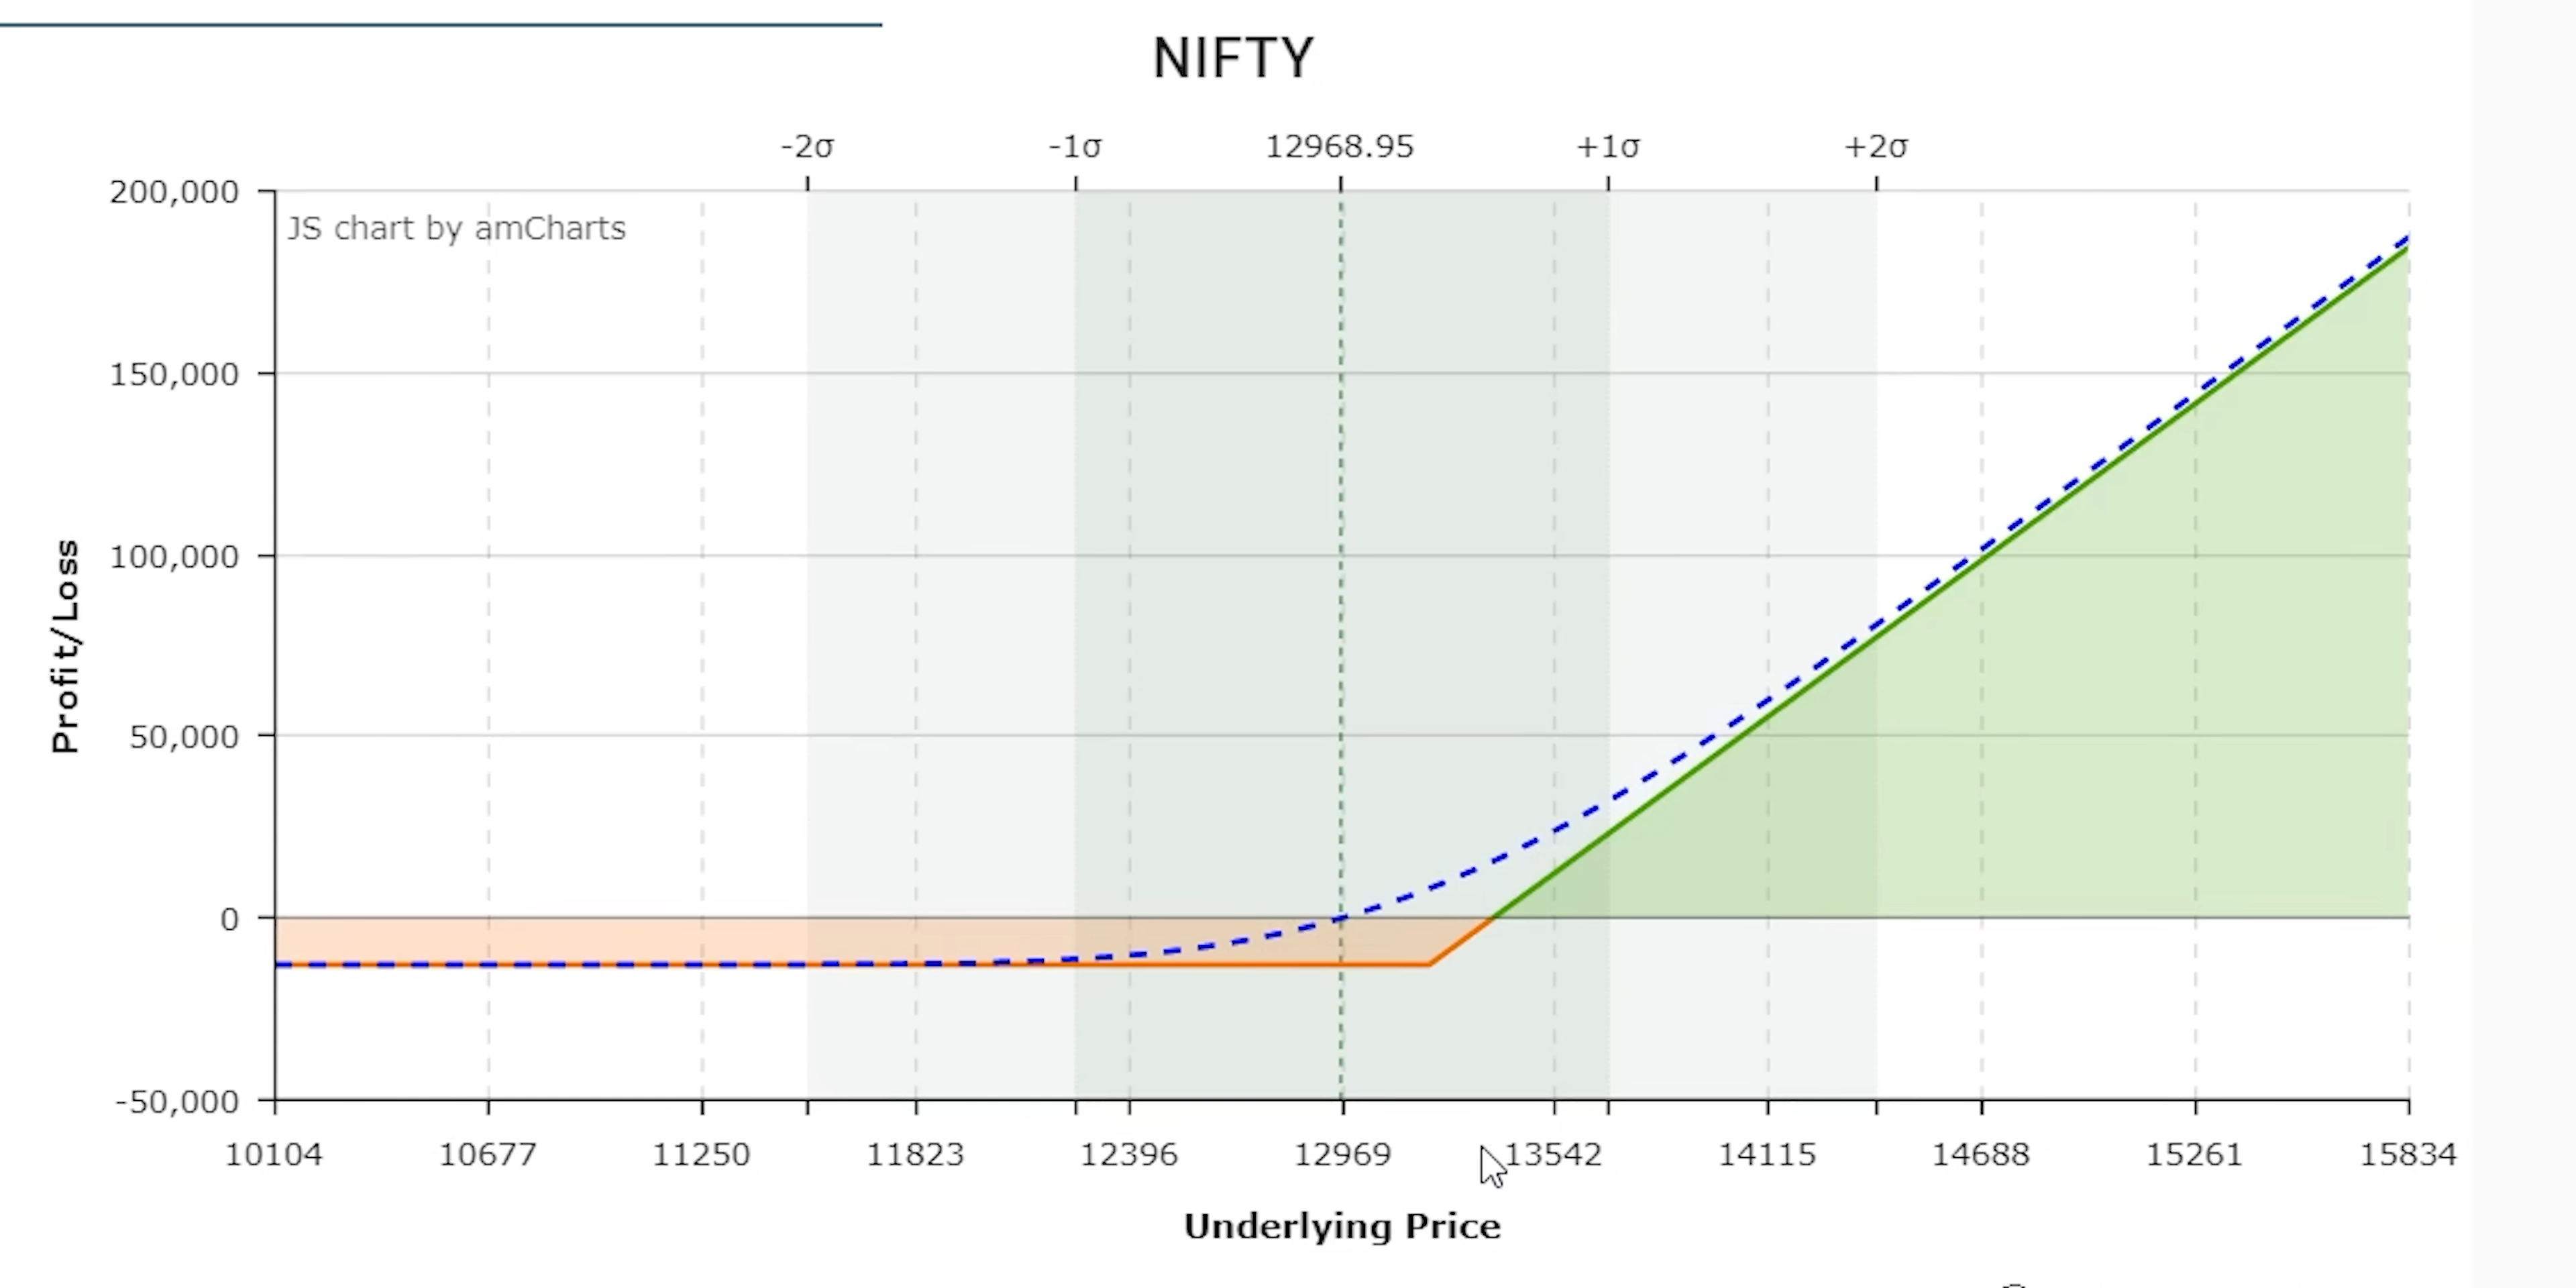 NIFTY
-2σ -1σ 12968.95 +1σ +2σ
200,000
JS chart by amCharts
150,000
100,000
50,000
0
-50,000
Profit/Loss
10104 10677 11250 11823 12396 12969 13542 14115 14688 15261 15834
Underlying Price